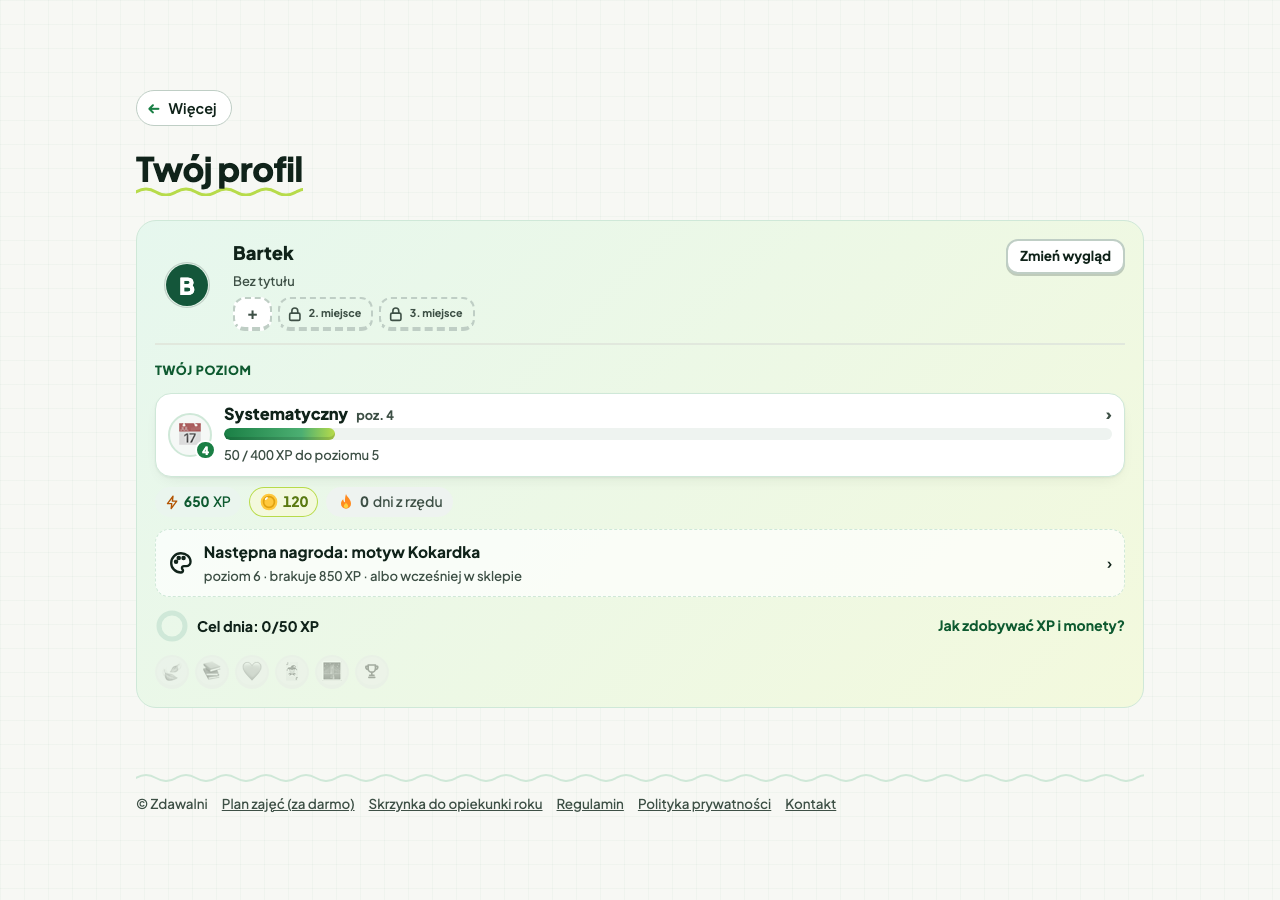 ← Więcej
Twój profil
B
Bartek
Bez tytułu
Zmień wygląd
+ 2. miejsce 3. miejsce
TWÓJ POZIOM
Systematyczny poz. 4 ›
17
4
50 / 400 XP do poziomu 5
650 XP 120 0 dni z rzędu
Następna nagroda: motyw Kokardka ›
poziom 6 · brakuje 850 XP · albo wcześniej w sklepie
Cel dnia: 0/50 XP Jak zdobywać XP i monety?
© Zdawalni Plan zajęć (za darmo) Skrzynka do opiekunki roku Regulamin Polityka prywatności Kontakt